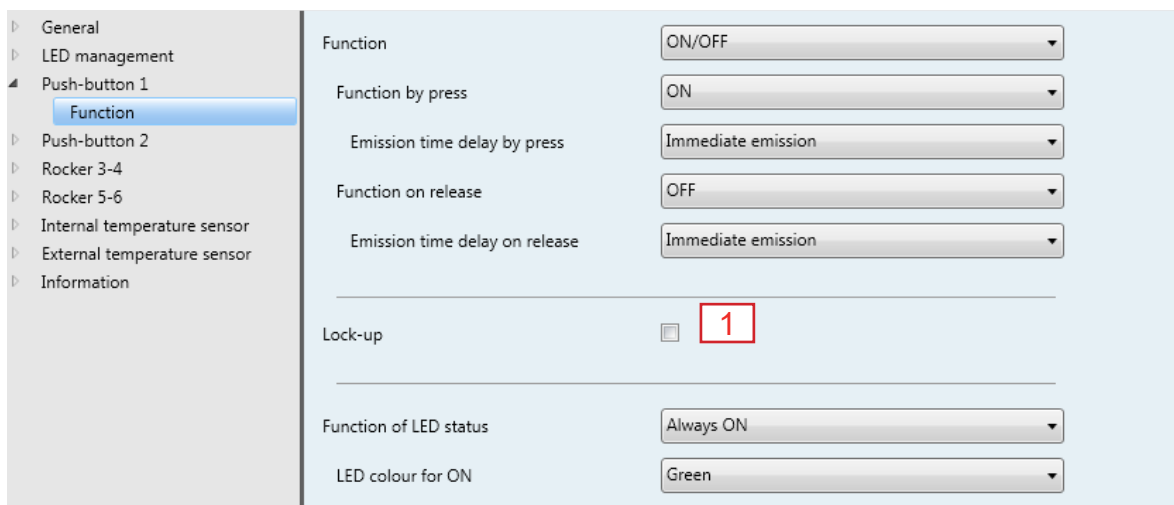 General
LED management
Push-button 1
Function
Push-button 2
Rocker 3-4
Rocker 5-6
Internal temperature sensor
External temperature sensor
Information
Function ON/OFF
Function by press ON
Emission time delay by press Immediate emission
Function on release OFF
Emission time delay on release Immediate emission
Lock-up 1
Function of LED status Always ON
LED colour for ON Green